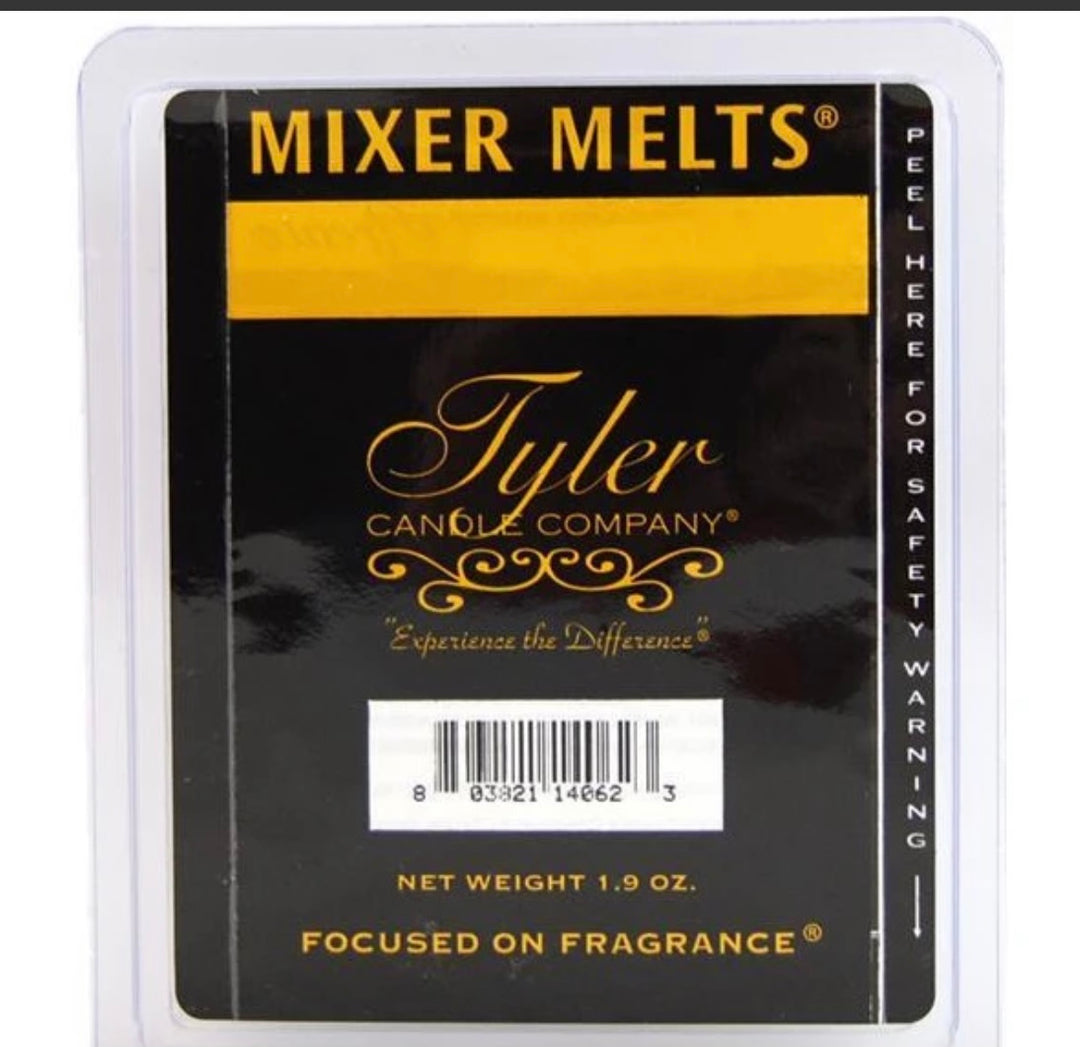 MIXER MELTS®
Tyler
CANDLE COMPANY®
"Experience the Difference"®
8 03821 14062 3
NET WEIGHT 1.9 OZ.
FOCUSED ON FRAGRANCE®
PEEL HERE FOR SAFETY WARNING